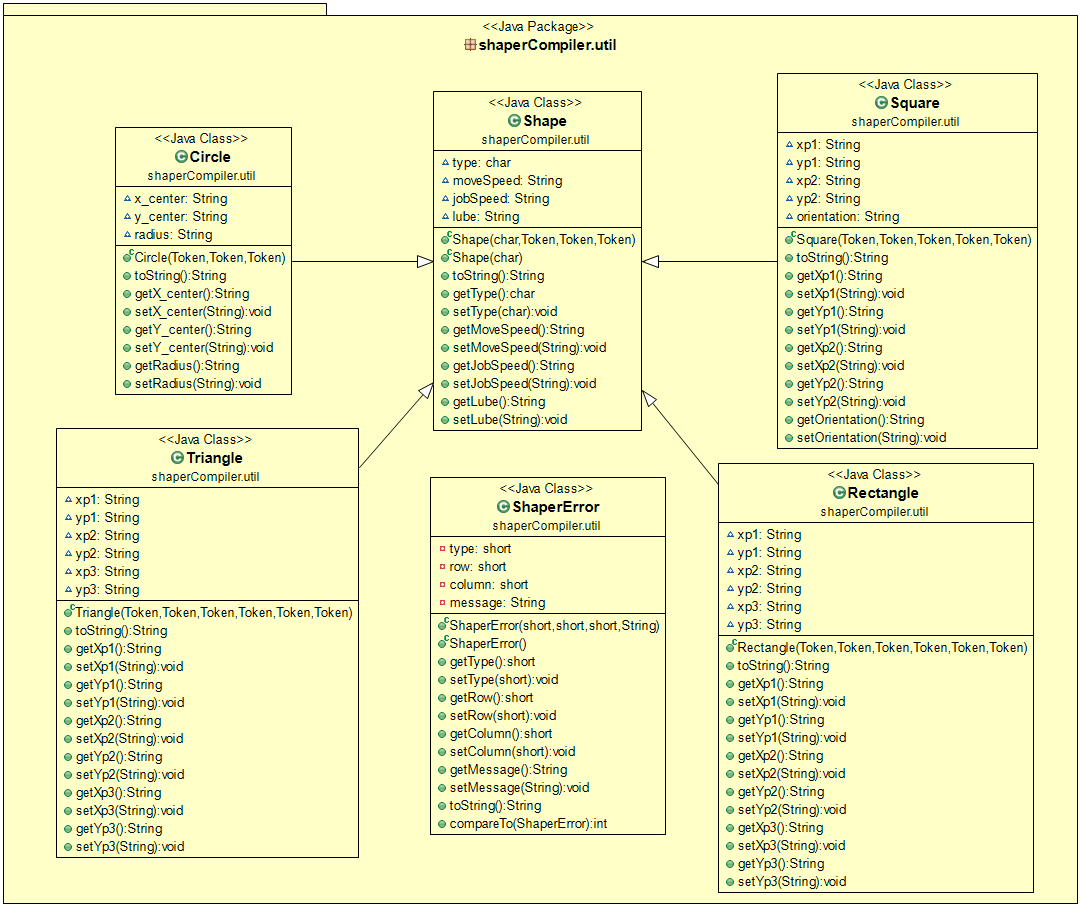 <<Java Package>>
shaperCompiler.util
<<Java Class>>
Circle
shaperCompiler.util
x_center: String
y_center: String
radius: String
Circle(Token,Token,Token)
toString():String
getX_center():String
setX_center(String):void
getY_center():String
setY_center(String):void
getRadius():String
setRadius(String):void
<<Java Class>>
Shape
shaperCompiler.util
type: char
moveSpeed: String
jobSpeed: String
lube: String
Shape(char,Token,Token,Token)
Shape(char)
toString():String
getType():char
setType(char):void
getMoveSpeed():String
setMoveSpeed(String):void
getJobSpeed():String
setJobSpeed(String):void
getLube():String
setLube(String):void
<<Java Class>>
Square
shaperCompiler.util
xp1: String
yp1: String
xp2: String
yp2: String
orientation: String
Square(Token,Token,Token,Token,Token)
toString():String
getXp1():String
setXp1(String):void
getYp1():String
setYp1(String):void
getXp2():String
setXp2(String):void
getYp2():String
setYp2(String):void
getOrientation():String
setOrientation(String):void
<<Java Class>>
Triangle
shaperCompiler.util
xp1: String
yp1: String
xp2: String
yp2: String
xp3: String
yp3: String
Triangle(Token,Token,Token,Token,Token,Token)
toString():String
getXp1():String
setXp1(String):void
getYp1():String
setYp1(String):void
getXp2():String
setXp2(String):void
getYp2():String
setYp2(String):void
getXp3():String
setXp3(String):void
getYp3():String
setYp3(String):void
<<Java Class>>
ShaperError
shaperCompiler.util
type: short
row: short
column: short
message: String
ShaperError(short,short,short,String)
ShaperError()
getType():short
setType(short):void
getRow():short
setRow(short):void
getColumn():short
setColumn(short):void
getMessage():String
setMessage(String):void
toString():String
compareTo(ShaperError):int
<<Java Class>>
Rectangle
shaperCompiler.util
xp1: String
yp1: String
xp2: String
yp2: String
xp3: String
yp3: String
Rectangle(Token,Token,Token,Token,Token,Token)
toString():String
getXp1():String
setXp1(String):void
getYp1():String
setYp1(String):void
getXp2():String
setXp2(String):void
getYp2():String
setYp2(String):void
getXp3():String
setXp3(String):void
getYp3():String
setYp3(String):void